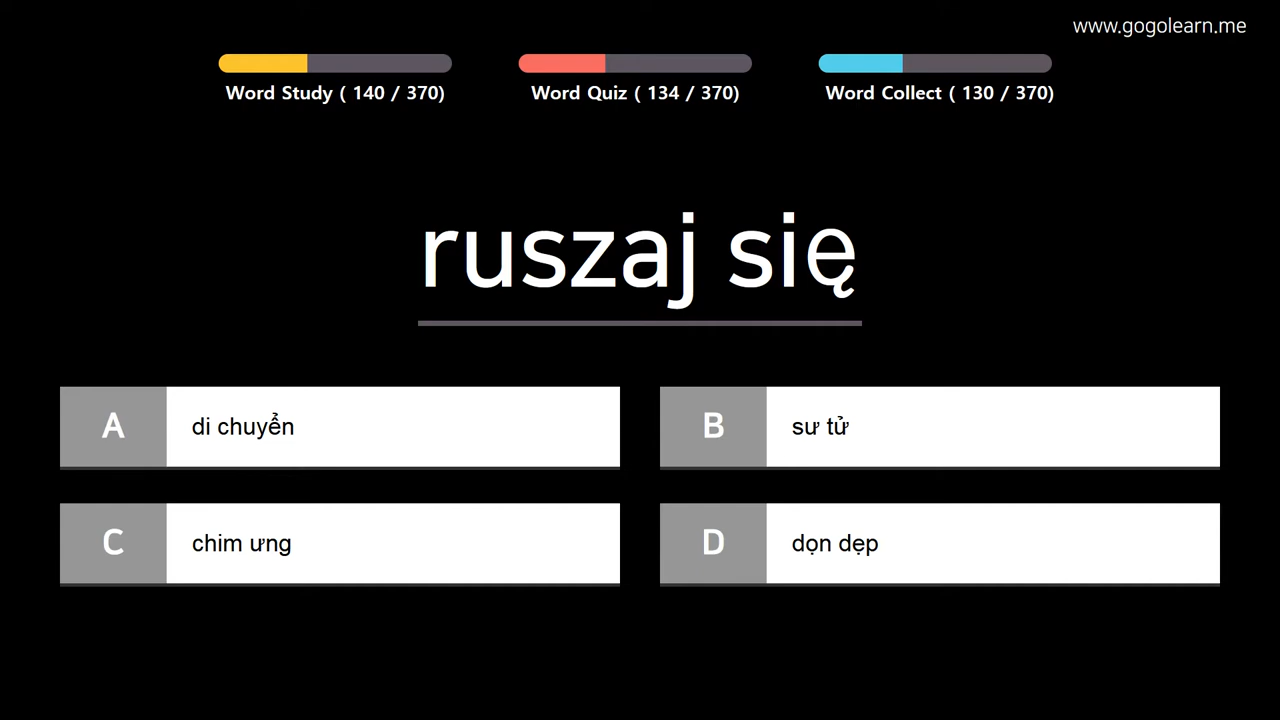 www.gogolearn.me
Word Study ( 140 / 370)
Word Quiz ( 134 / 370)
Word Collect ( 130 / 370)
ruszaj się
A di chuyển
B sư tử
C chim ưng
D dọn dẹp